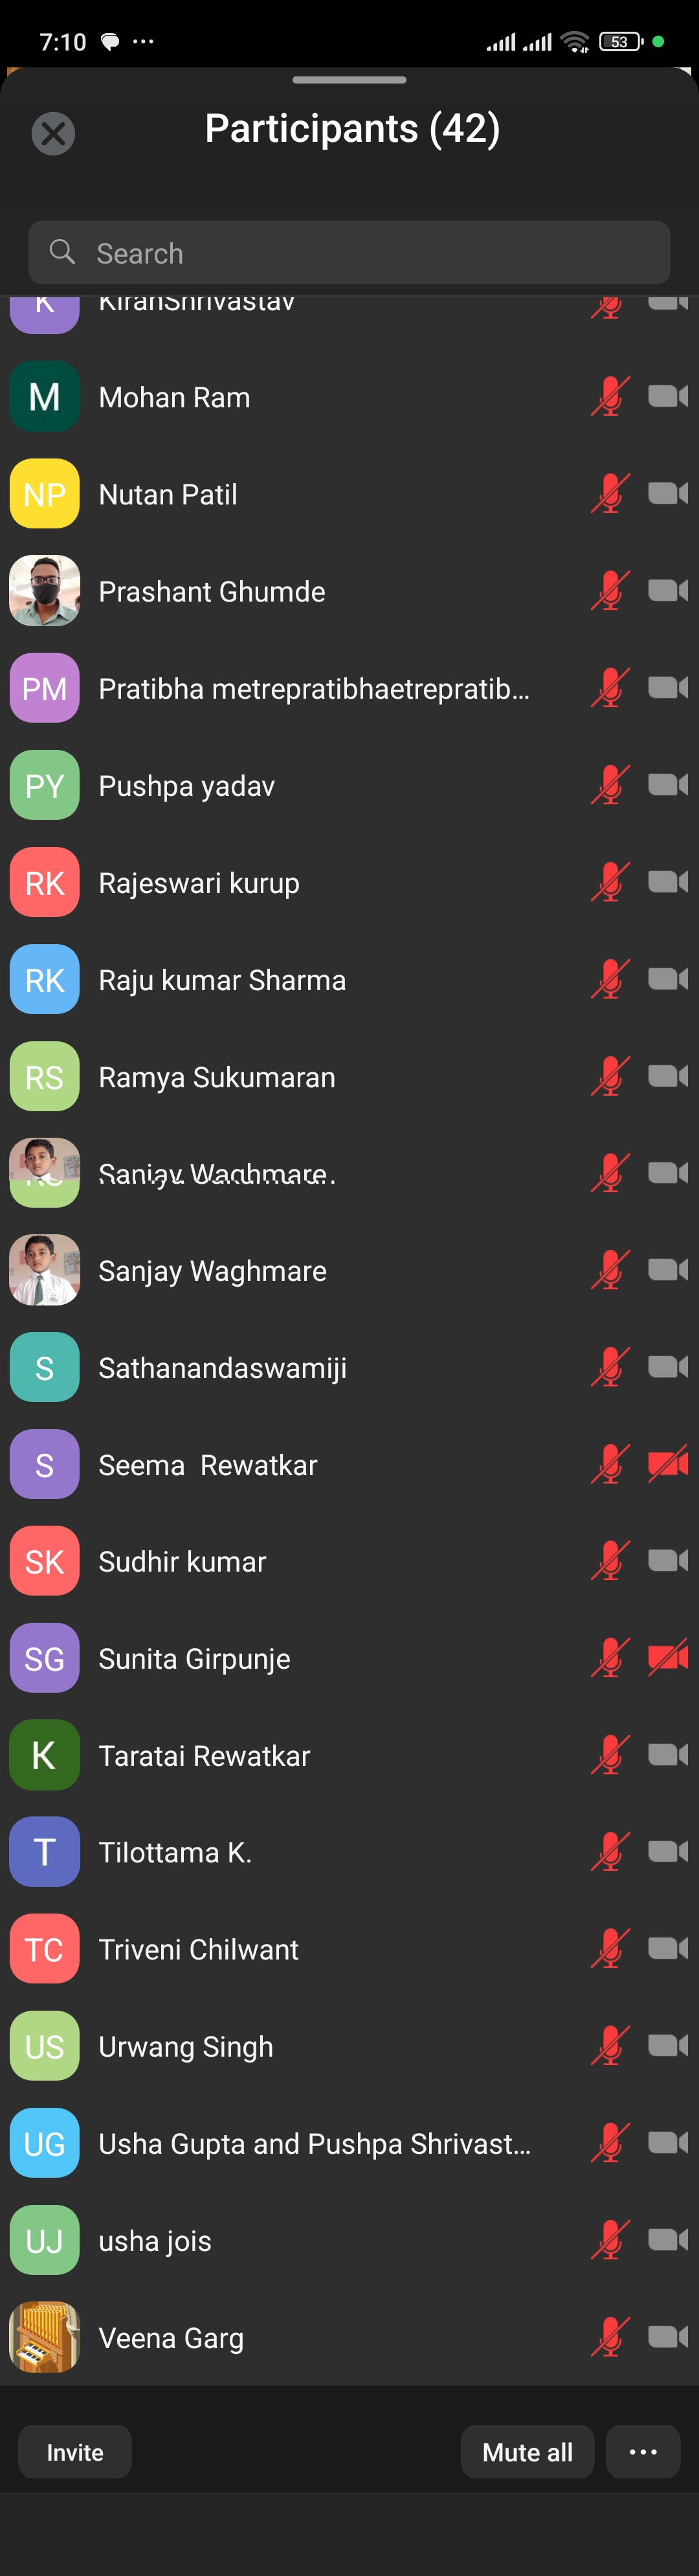 7:10
53
Participants (42)
Search
K KiranShrivastav
M Mohan Ram
NP Nutan Patil
Prashant Ghumde
PM Pratibha metrepratibhaetrepratib...
PY Pushpa yadav
RK Rajeswari kurup
RK Raju kumar Sharma
RS Ramya Sukumaran
Sanjay Waghmare
Sanjay Waghmare
S Sathanandaswamiji
S Seema  Rewatkar
SK Sudhir kumar
SG Sunita Girpunje
K Taratai Rewatkar
T Tilottama K.
TC Triveni Chilwant
US Urwang Singh
UG Usha Gupta and Pushpa Shrivast...
UJ usha jois
Veena Garg
Invite
Mute all